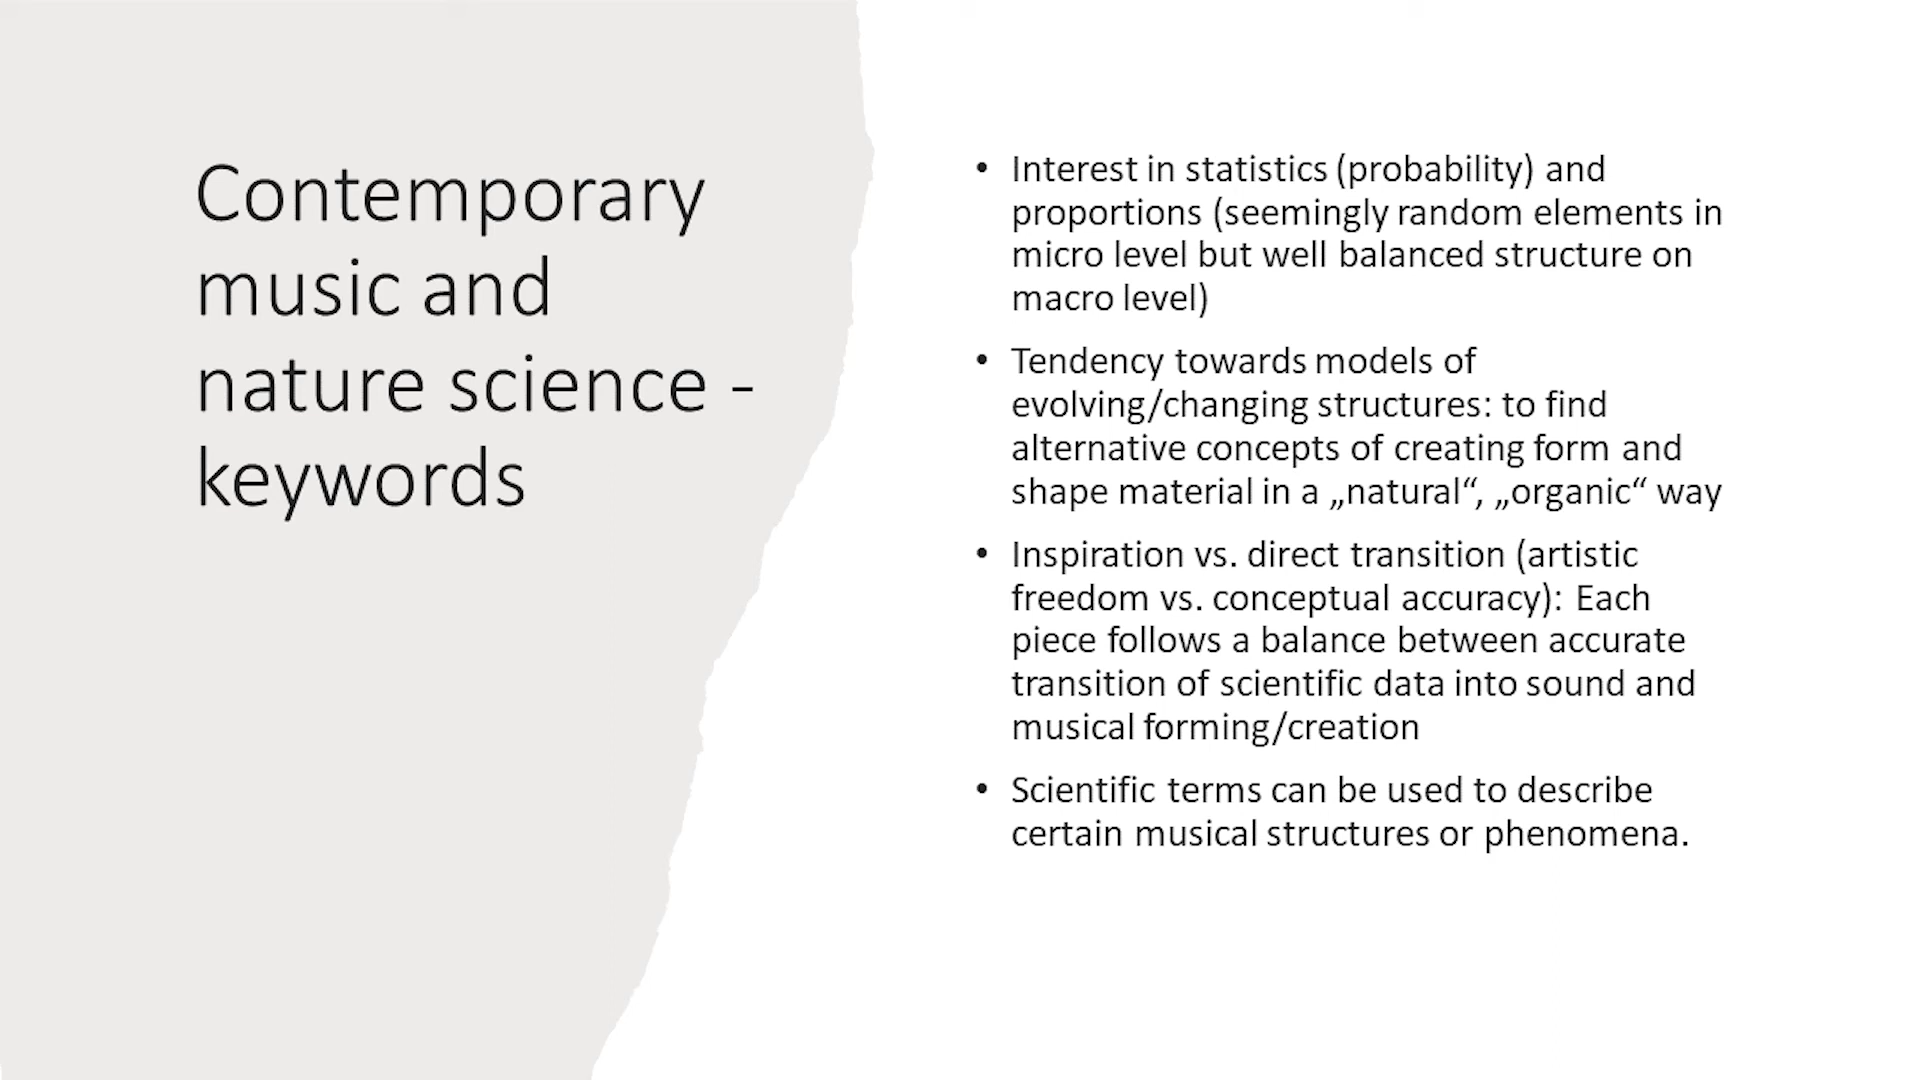 Contemporary
music and
nature science -
keywords
• Interest in statistics (probability) and
proportions (seemingly random elements in
micro level but well balanced structure on
macro level)
• Tendency towards models of
evolving/changing structures: to find
alternative concepts of creating form and
shape material in a „natural“, „organic“ way
• Inspiration vs. direct transition (artistic
freedom vs. conceptual accuracy): Each
piece follows a balance between accurate
transition of scientific data into sound and
musical forming/creation
• Scientific terms can be used to describe
certain musical structures or phenomena.